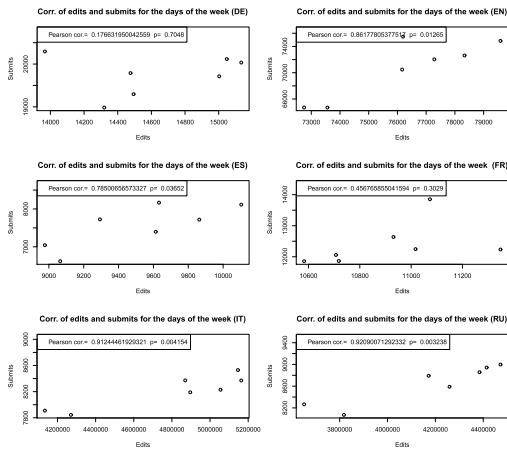 Corr. of edits and submits for the days of the week (DE)
Pearson cor.= 0.176631950042559 p= 0.7048
Submits
19000 20000
14000 14200 14400 14600 14800 15000
Edits
Corr. of edits and submits for the days of the week (EN)
Pearson cor.= 0.8617780537751 p= 0.01265
Submits
66000 70000 74000
73000 74000 75000 76000 77000 78000 79000
Edits
Corr. of edits and submits for the days of the week (ES)
Pearson cor.= 0.78500656573327 p= 0.03652
Submits
7000 8000
9000 9200 9400 9600 9800 10000
Edits
Corr. of edits and submits for the days of the week (FR)
Pearson cor.= 0.456765855041594 p= 0.3029
Submits
12000 13000 14000
10600 10800 11000 11200
Edits
Corr. of edits and submits for the days of the week (IT)
Pearson cor.= 0.91244461929321 p= 0.004154
Submits
7800 8200 8600 9000
4200000 4400000 4600000 4800000 5000000 5200000
Edits
Corr. of edits and submits for the days of the week (RU)
Pearson cor.= 0.92090071292332 p= 0.003238
Submits
8200 8600 9000 9400
3800000 4000000 4200000 4400000
Edits